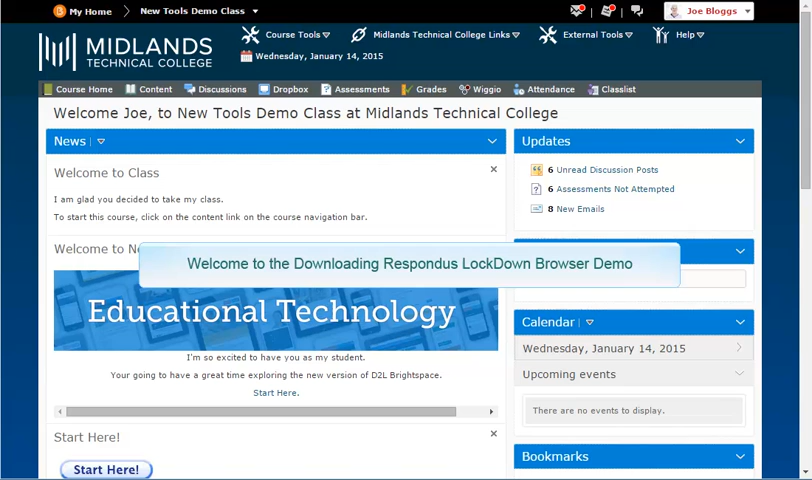 My Home New Tools Demo Class Joe Bloggs
MIDLANDS
TECHNICAL COLLEGE
Course Tools Midlands Technical College Links External Tools Help
Wednesday, January 14, 2015
Course Home Content Discussions Dropbox Assessments Grades Wiggio Attendance Classlist
Welcome Joe, to New Tools Demo Class at Midlands Technical College
News
Welcome to Class
I am glad you decided to take my class.
To start this course, click on the content link on the course navigation bar.
Welcome to Ne
Welcome to the Downloading Respondus LockDown Browser Demo
Educational Technology
I'm so excited to have you as my student.
Your going to have a great time exploring the new version of D2L Brightspace.
Start Here.
Start Here!
Start Here!
Updates
6 Unread Discussion Posts
6 Assessments Not Attempted
8 New Emails
Calendar
Wednesday, January 14, 2015
Upcoming events
There are no events to display.
Bookmarks